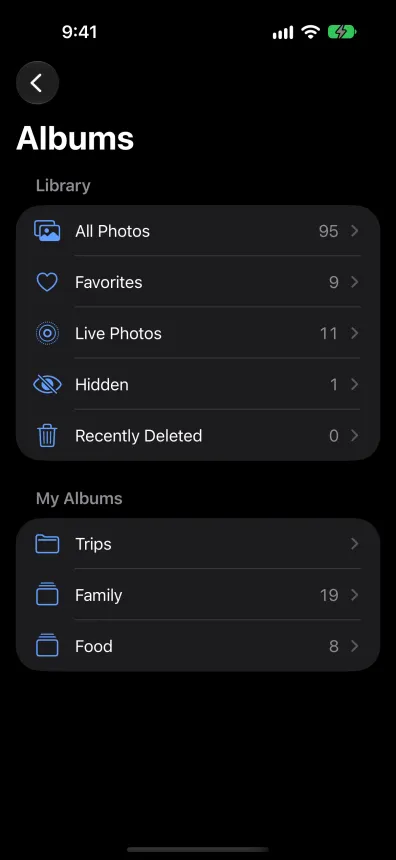 9:41
Albums
Library
All Photos 95
Favorites 9
Live Photos 11
Hidden 1
Recently Deleted 0
My Albums
Trips
Family 19
Food 8